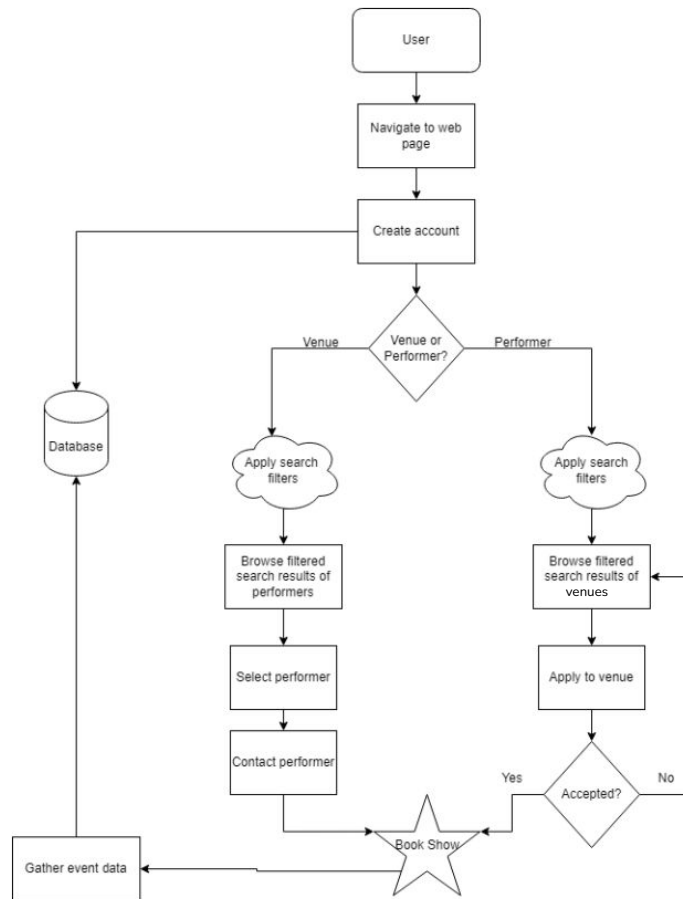 User
Navigate to web
page
Create account
Venue or
Performer?
Venue
Performer
Database
Apply search
filters
Apply search
filters
Browse filtered
search results of
performers
Browse filtered
search results of
venues
Select performer
Apply to venue
Contact performer
Accepted?
Yes
No
Book Show
Gather event data